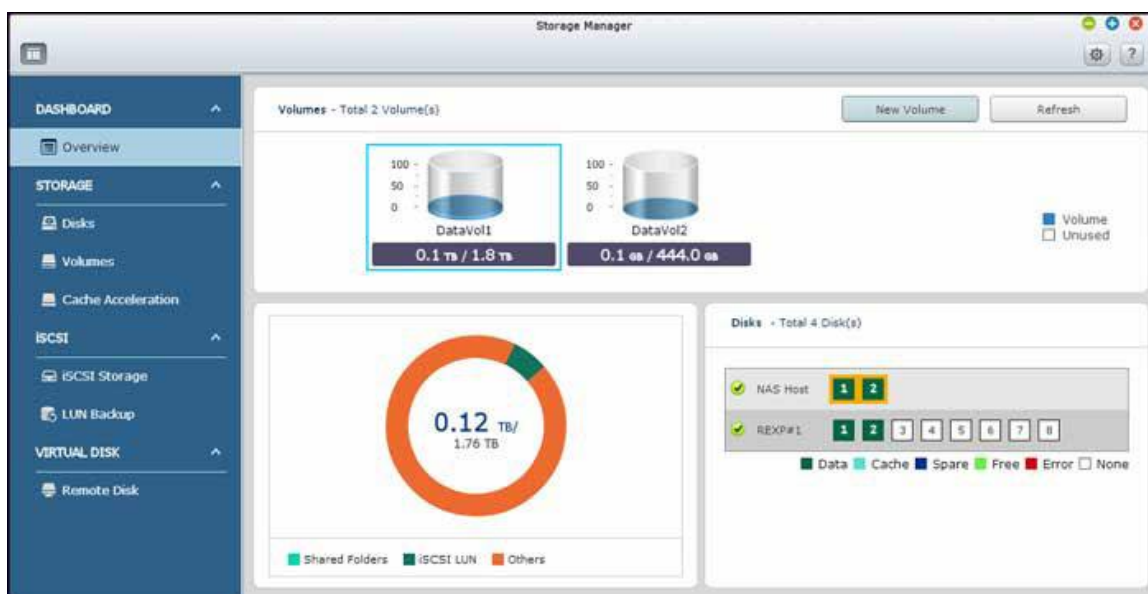 Storage Manager
DASHBOARD
Overview
STORAGE
Disks
Volumes
Cache Acceleration
iSCSI
iSCSI Storage
LUN Backup
VIRTUAL DISK
Remote Disk
Volumes - Total 2 Volume(s)
New Volume
Refresh
100
50
0
DataVol1
0.1 TB / 1.8 TB
100
50
0
DataVol2
0.1 GB / 444.0 GB
Volume
Unused
0.12 TB/
1.76 TB
Shared Folders iSCSI LUN Others
Disks - Total 4 Disk(s)
NAS Host 1 2
REXP#1 1 2 3 4 5 6 7 8
Data Cache Spare Free Error None
?